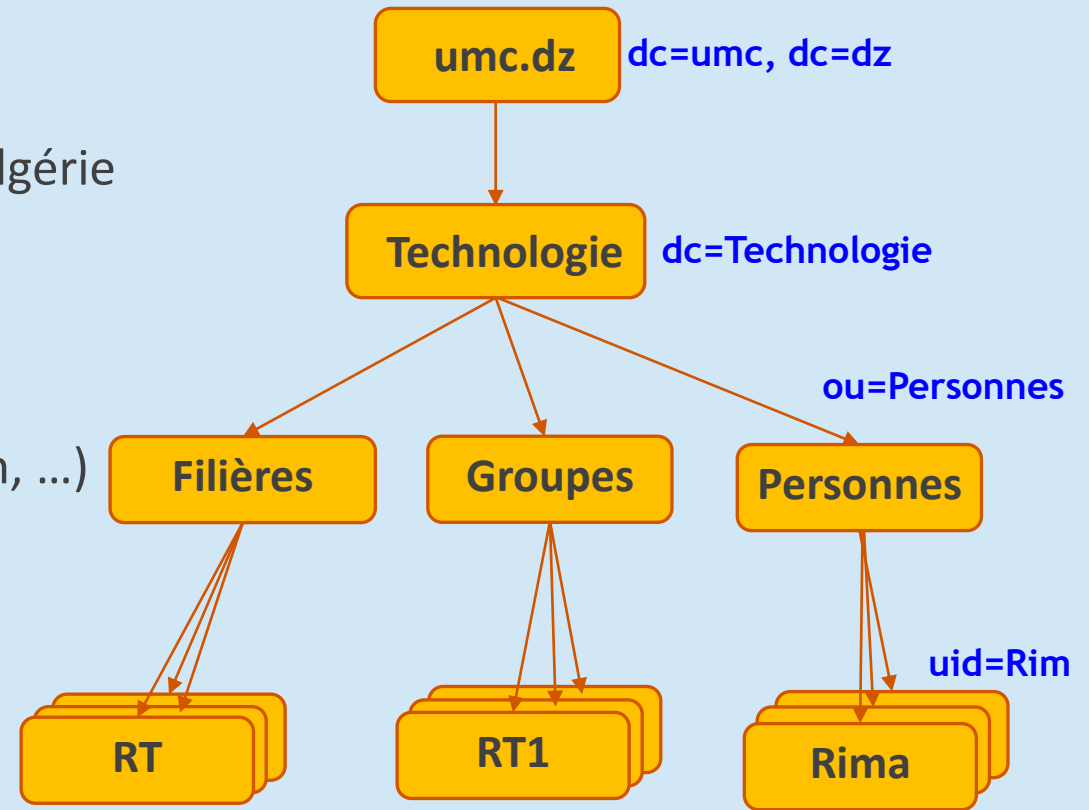 umc.dz
dc=umc, dc=dz
lgérie
Technologie
dc=Technologie
ou=Personnes
n, …)
Filières
Groupes
Personnes
uid=Rim
RT
RT1
Rima